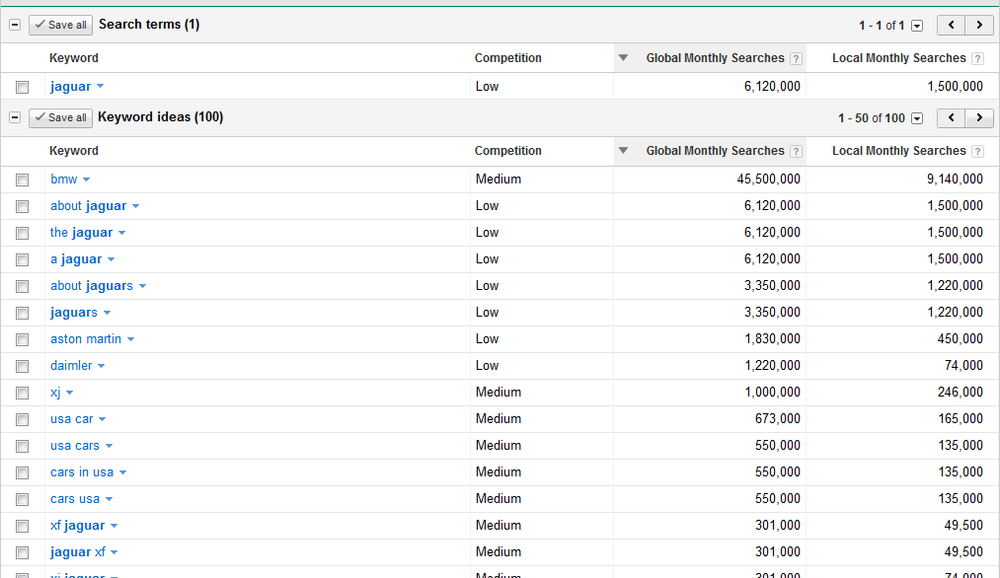 Save all Search terms (1) 1 - 1 of 1
Keyword Competition Global Monthly Searches ? Local Monthly Searches ?
jaguar Low 6,120,000 1,500,000
Save all Keyword ideas (100) 1 - 50 of 100
Keyword Competition Global Monthly Searches ? Local Monthly Searches ?
bmw Medium 45,500,000 9,140,000
about jaguar Low 6,120,000 1,500,000
the jaguar Low 6,120,000 1,500,000
a jaguar Low 6,120,000 1,500,000
about jaguars Low 3,350,000 1,220,000
jaguars Low 3,350,000 1,220,000
aston martin Low 1,830,000 450,000
daimler Low 1,220,000 74,000
xj Medium 1,000,000 246,000
usa car Medium 673,000 165,000
usa cars Medium 550,000 135,000
cars in usa Medium 550,000 135,000
cars usa Medium 550,000 135,000
xf jaguar Medium 301,000 49,500
jaguar xf Medium 301,000 49,500
xj jaguar Medium 301,000 74,000